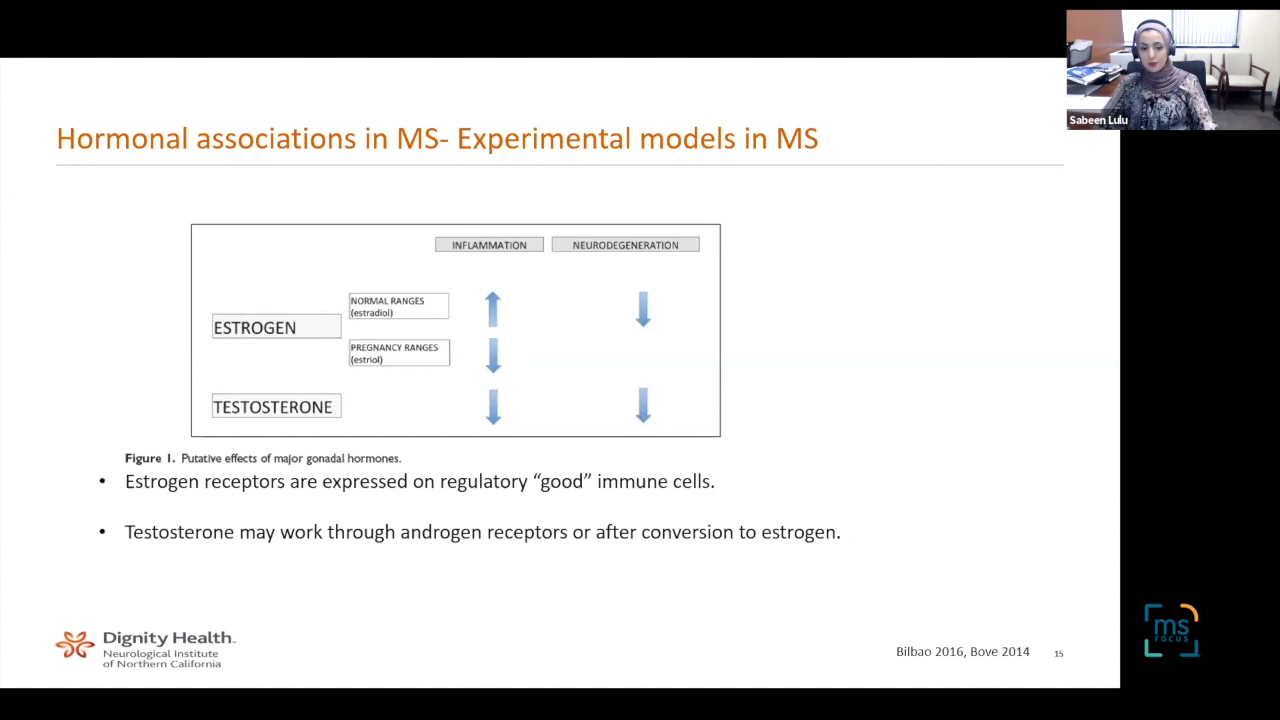 Sabeen Lulu
Hormonal associations in MS- Experimental models in MS
INFLAMMATION
NEURODEGENERATION
NORMAL RANGES
(estradiol)
ESTROGEN
PREGNANCY RANGES
(estriol)
TESTOSTERONE
Figure 1. Putative effects of major gonadal hormones.
• Estrogen receptors are expressed on regulatory “good” immune cells.
• Testosterone may work through androgen receptors or after conversion to estrogen.
Dignity Health™
Neurological Institute
of Northern California
Bilbao 2016, Bove 2014
15
ms
FOCUS